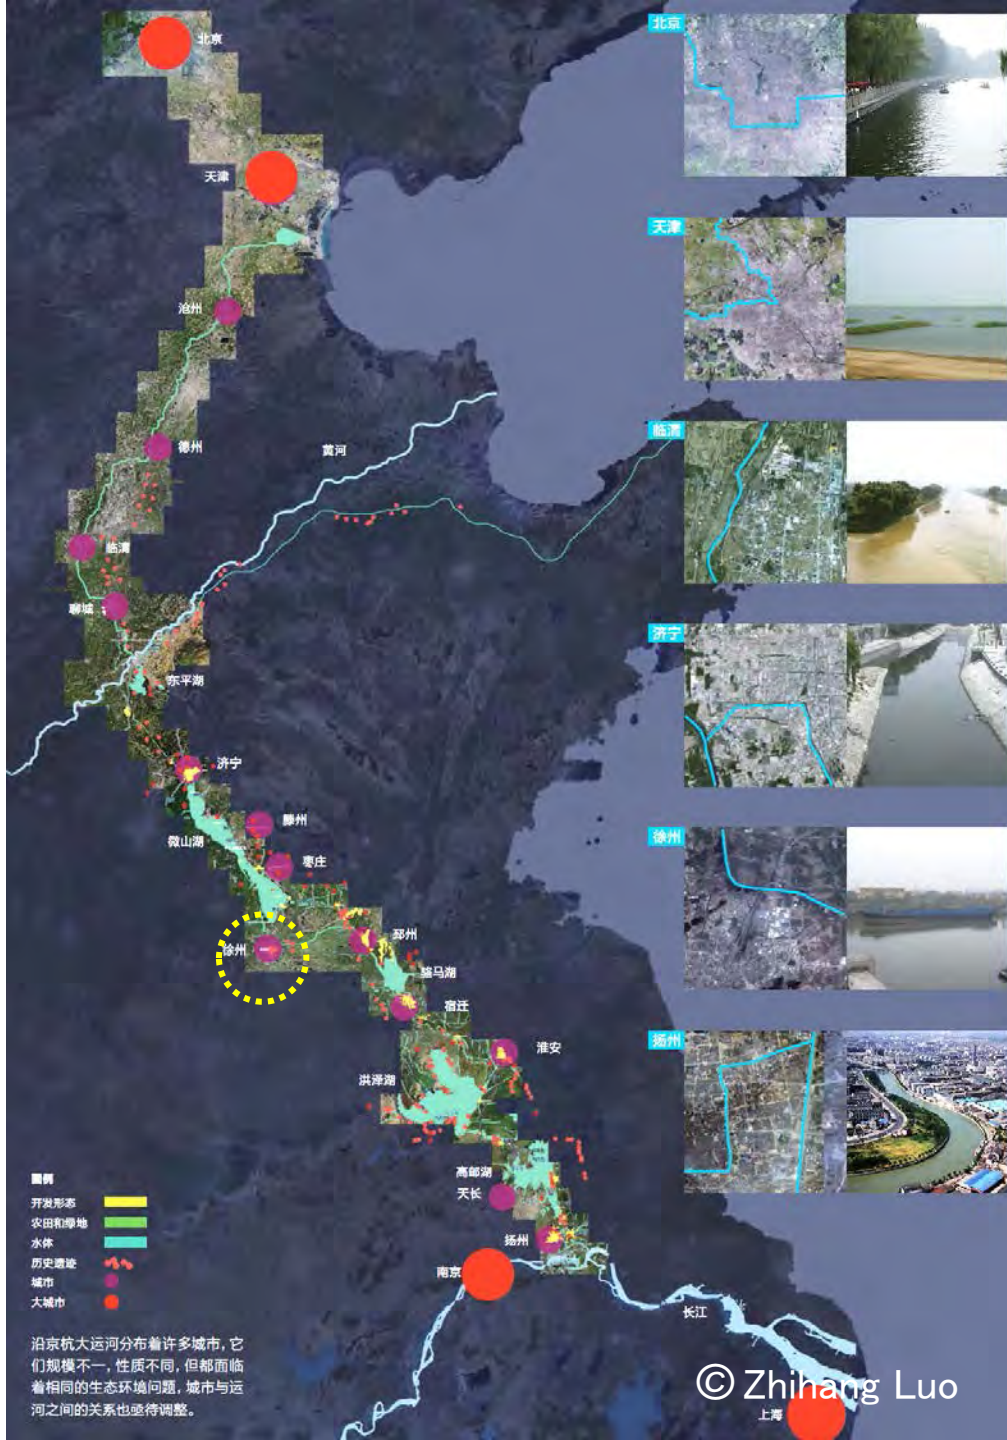 北京
天津
沧州
德州
黄河
临清
聊城
东平湖
济宁
滕州
微山湖
枣庄
徐州
邳州
骆马湖
宿迁
淮安
洪泽湖
高邮湖
天长
扬州
南京
长江
上海
北京
天津
临清
济宁
徐州
扬州
图例
开发形态
农田和绿地
水体
历史遗迹
城市
大城市
沿京杭大运河分布着许多城市，它
们规模不一，性质不同，但都面临
着相同的生态环境问题，城市与运
河之间的关系也亟待调整。
© Zhihang Luo